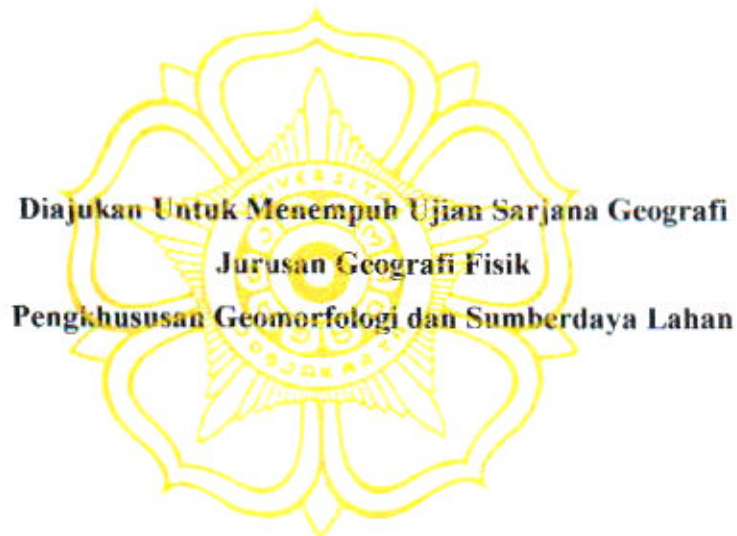 Diajukan Untuk Menempuh Ujian Sarjana Geografi
Jurusan Geografi Fisik
Pengkhususan Geomorfologi dan Sumberdaya Lahan